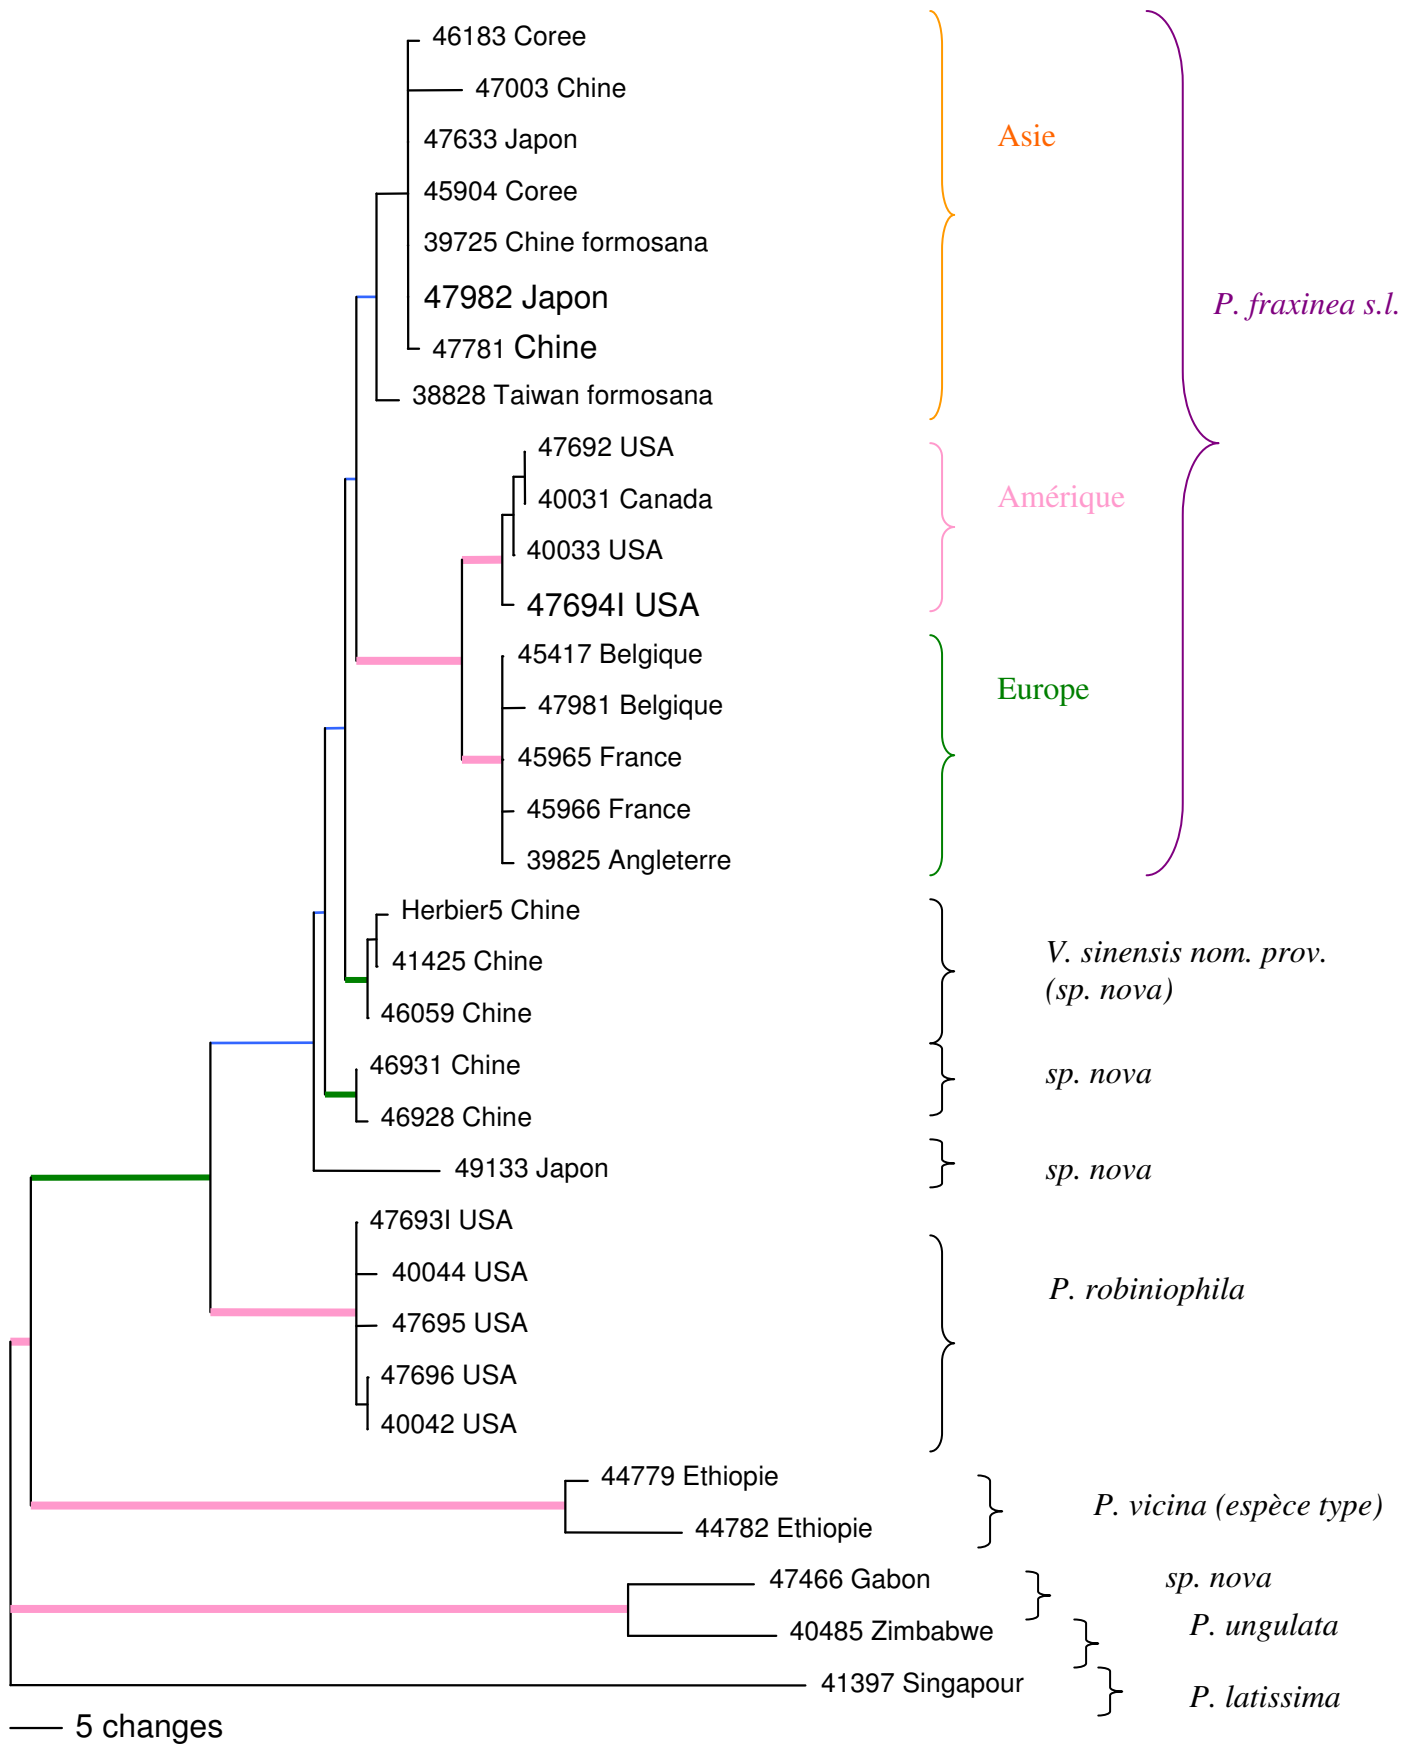 46183 Coree
47003 Chine
47633 Japon
Asie
45904 Coree
39725 Chine formosana
47982 Japon
P. fraxinea s.l.
47781 Chine
38828 Taiwan formosana
47692 USA
40031 Canada
Amérique
40033 USA
47694I USA
45417 Belgique
Europe
47981 Belgique
45965 France
45966 France
39825 Angleterre
Herbier5 Chine
41425 Chine
V. sinensis nom. prov.
(sp. nova)
46059 Chine
46931 Chine
sp. nova
46928 Chine
49133 Japon
sp. nova
47693I USA
40044 USA
P. robiniophila
47695 USA
47696 USA
40042 USA
44779 Ethiopie
P. vicina (espèce type)
44782 Ethiopie
47466 Gabon
sp. nova
40485 Zimbabwe
P. ungulata
41397 Singapour
P. latissima
5 changes